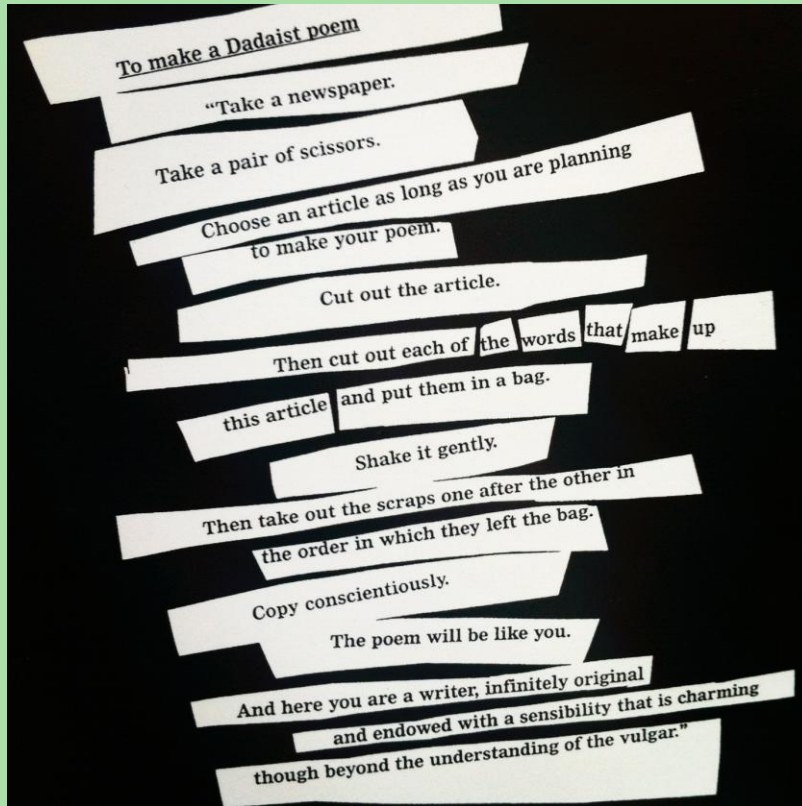 To make a Dadaist poem
“Take a newspaper.
Take a pair of scissors.
Choose an article as long as you are planning
to make your poem.
Cut out the article.
Then cut out each of the words that make up
this article and put them in a bag.
Shake it gently.
Then take out the scraps one after the other in
the order in which they left the bag.
Copy conscientiously.
The poem will be like you.
And here you are a writer, infinitely original
and endowed with a sensibility that is charming
though beyond the understanding of the vulgar.”